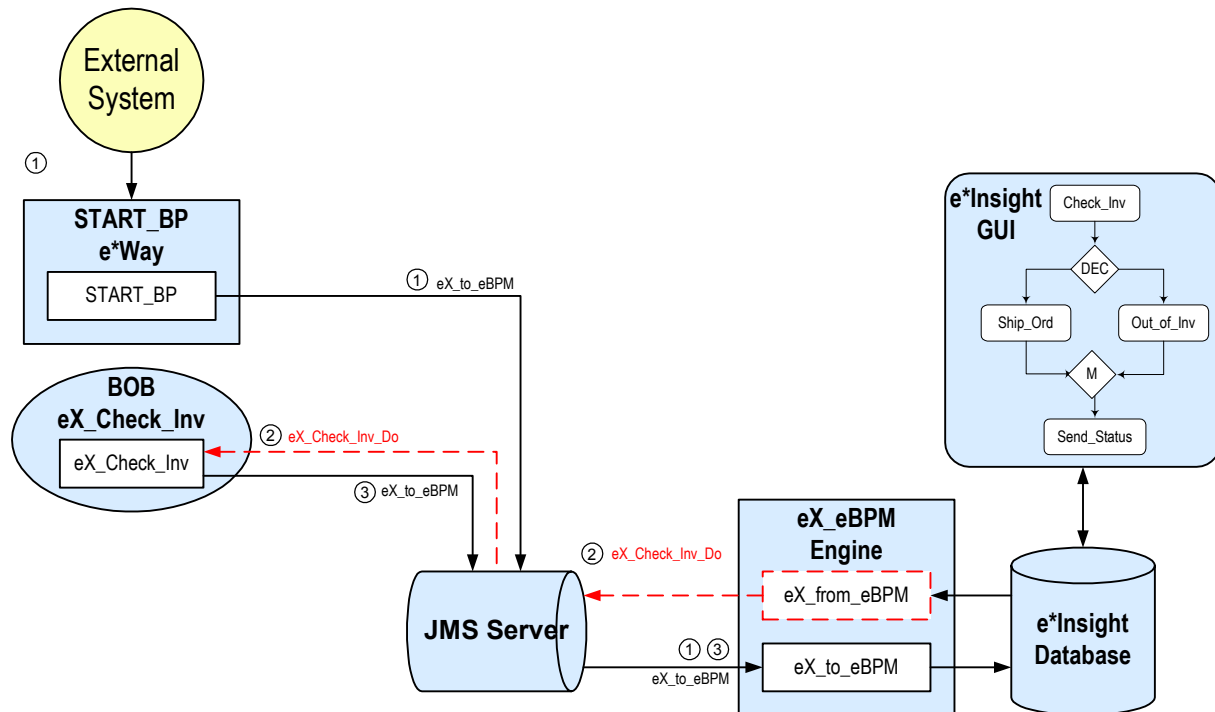 External
System
①
START_BP
e*Way
START_BP
① eX_to_eBPM
BOB
eX_Check_Inv
eX_Check_Inv
② eX_Check_Inv_Do
③ eX_to_eBPM
JMS Server
② eX_Check_Inv_Do
① ③
eX_to_eBPM
eX_eBPM
Engine
eX_from_eBPM
eX_to_eBPM
e*Insight
GUI
Check_Inv
DEC
Ship_Ord
Out_of_Inv
M
Send_Status
e*Insight
Database